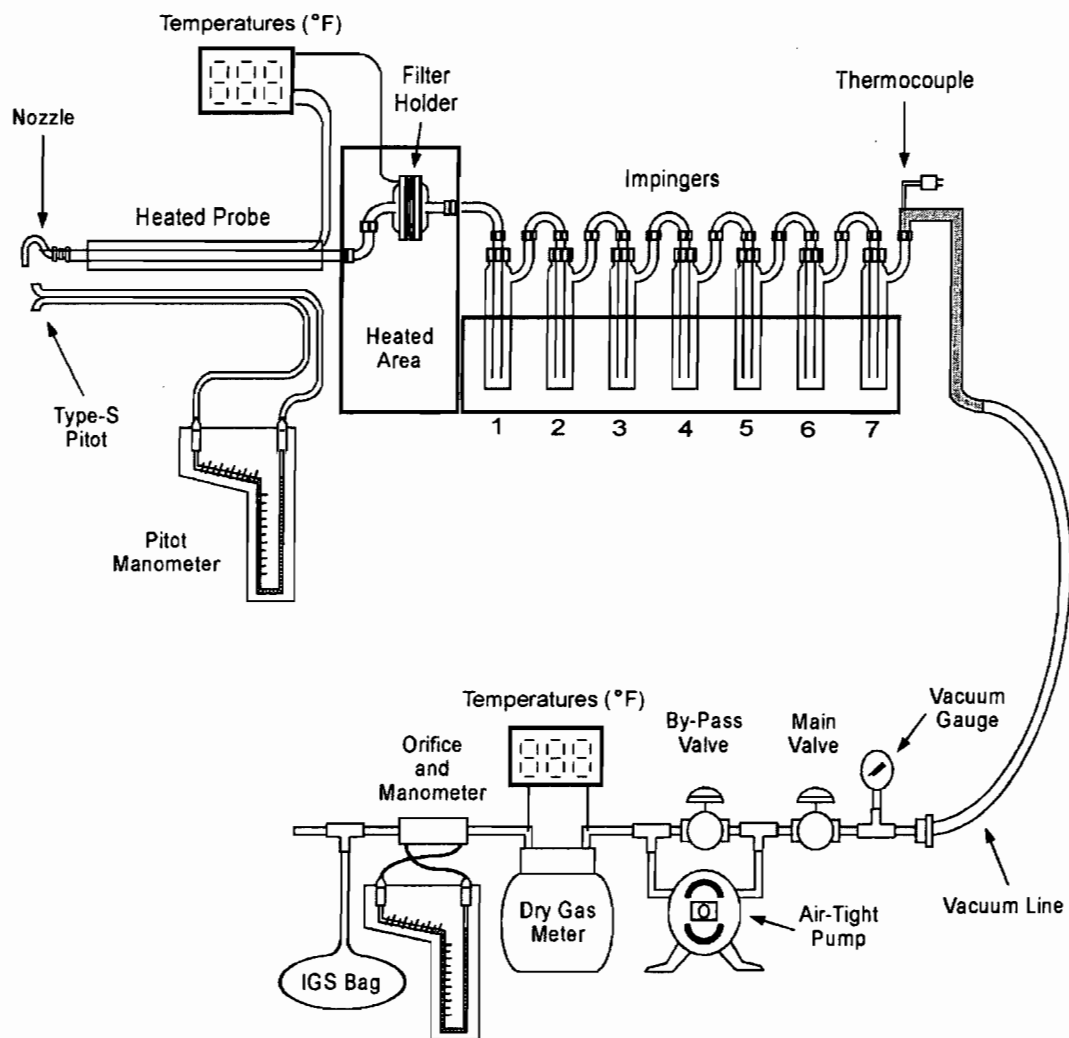 Temperatures (°F)
Filter
Holder
Thermocouple
Nozzle
Impingers
Heated Probe
Heated
Area
Type-S
Pitot
1 2 3 4 5 6 7
Pitot
Manometer
Temperatures (°F)
By-Pass
Valve
Main
Valve
Vacuum
Gauge
Orifice
and
Manometer
Dry Gas
Meter
Air-Tight
Pump
Vacuum Line
IGS Bag